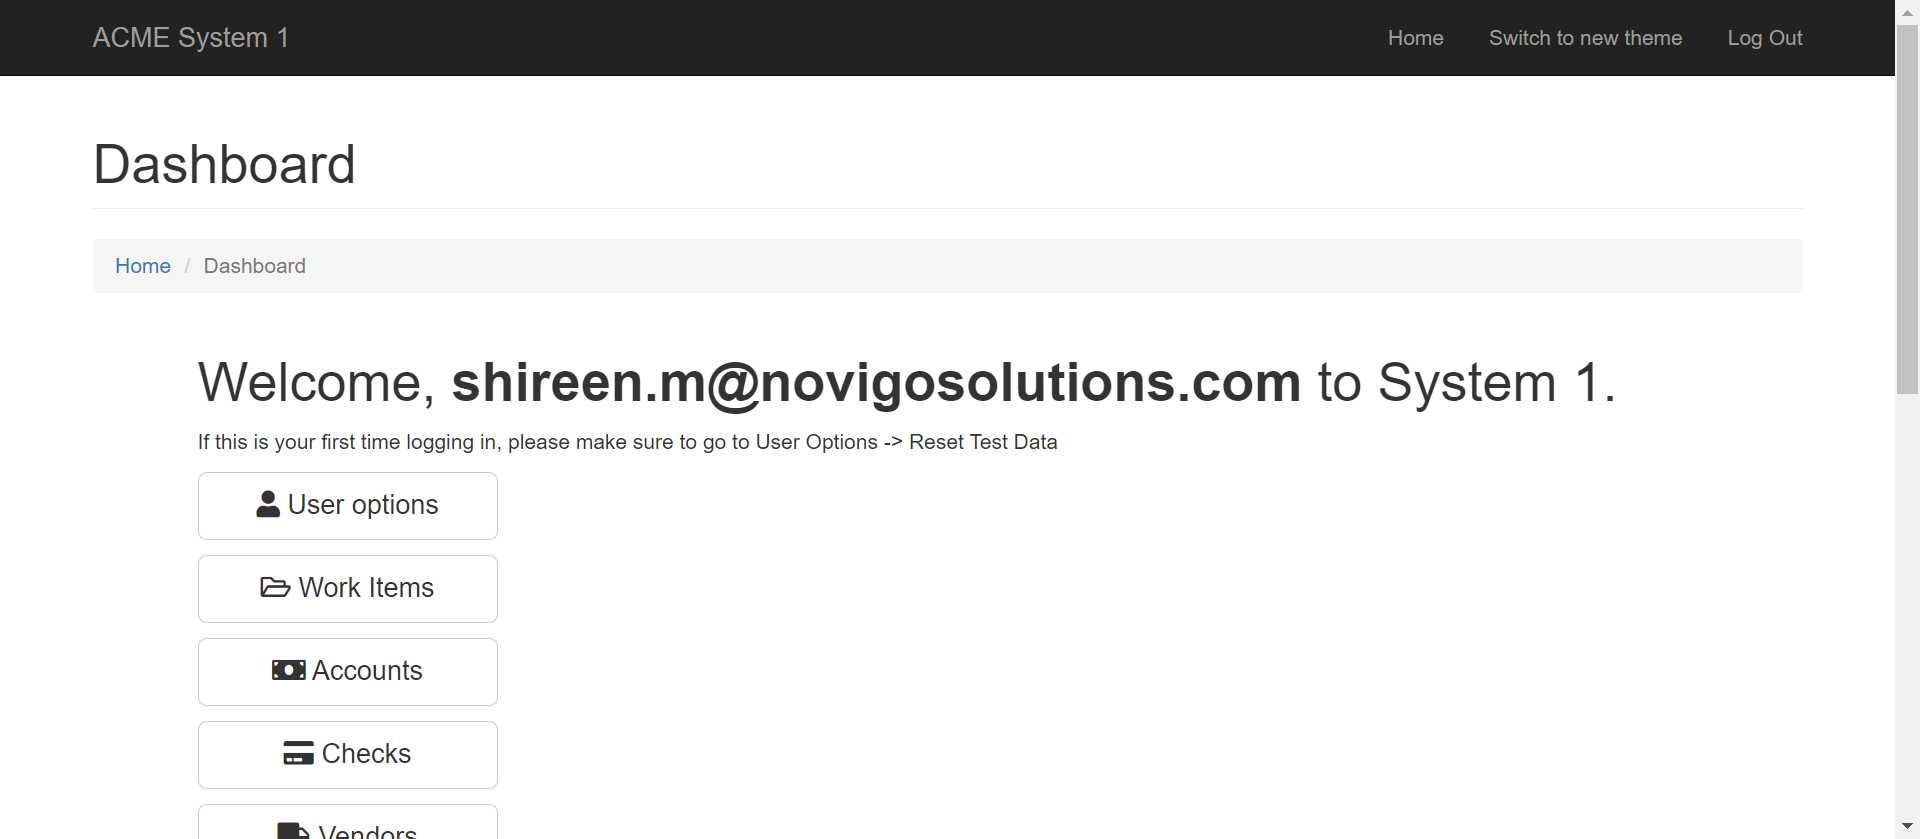 ACME System 1
Home
Switch to new theme
Log Out
Dashboard
Home / Dashboard
Welcome, shireen.m@novigosolutions.com to System 1.
If this is your first time logging in, please make sure to go to User Options -> Reset Test Data
User options
Work Items
Accounts
Checks
Vendors